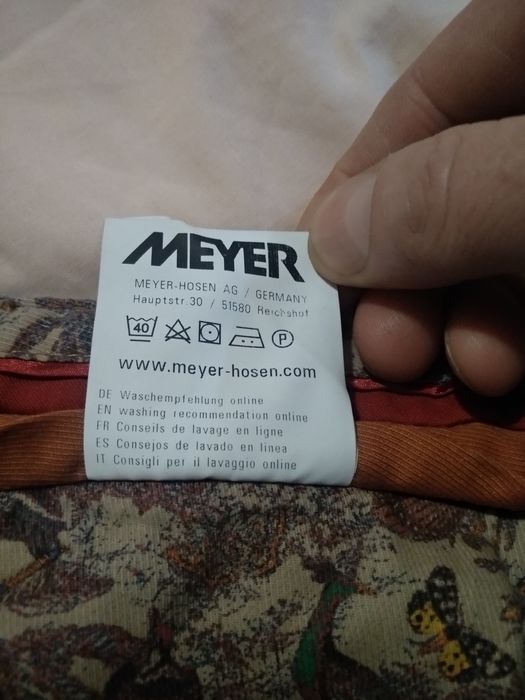 MEYER
MEYER-HOSEN AG / GERMANY
Hauptstr.30 / 51580 Reichshof
40 P
www.meyer-hosen.com
DE Waschempfehlung online
EN washing recommendation online
FR Conseils de lavage en ligne
ES Consejos de lavado en linea
IT Consigli per il lavaggio online